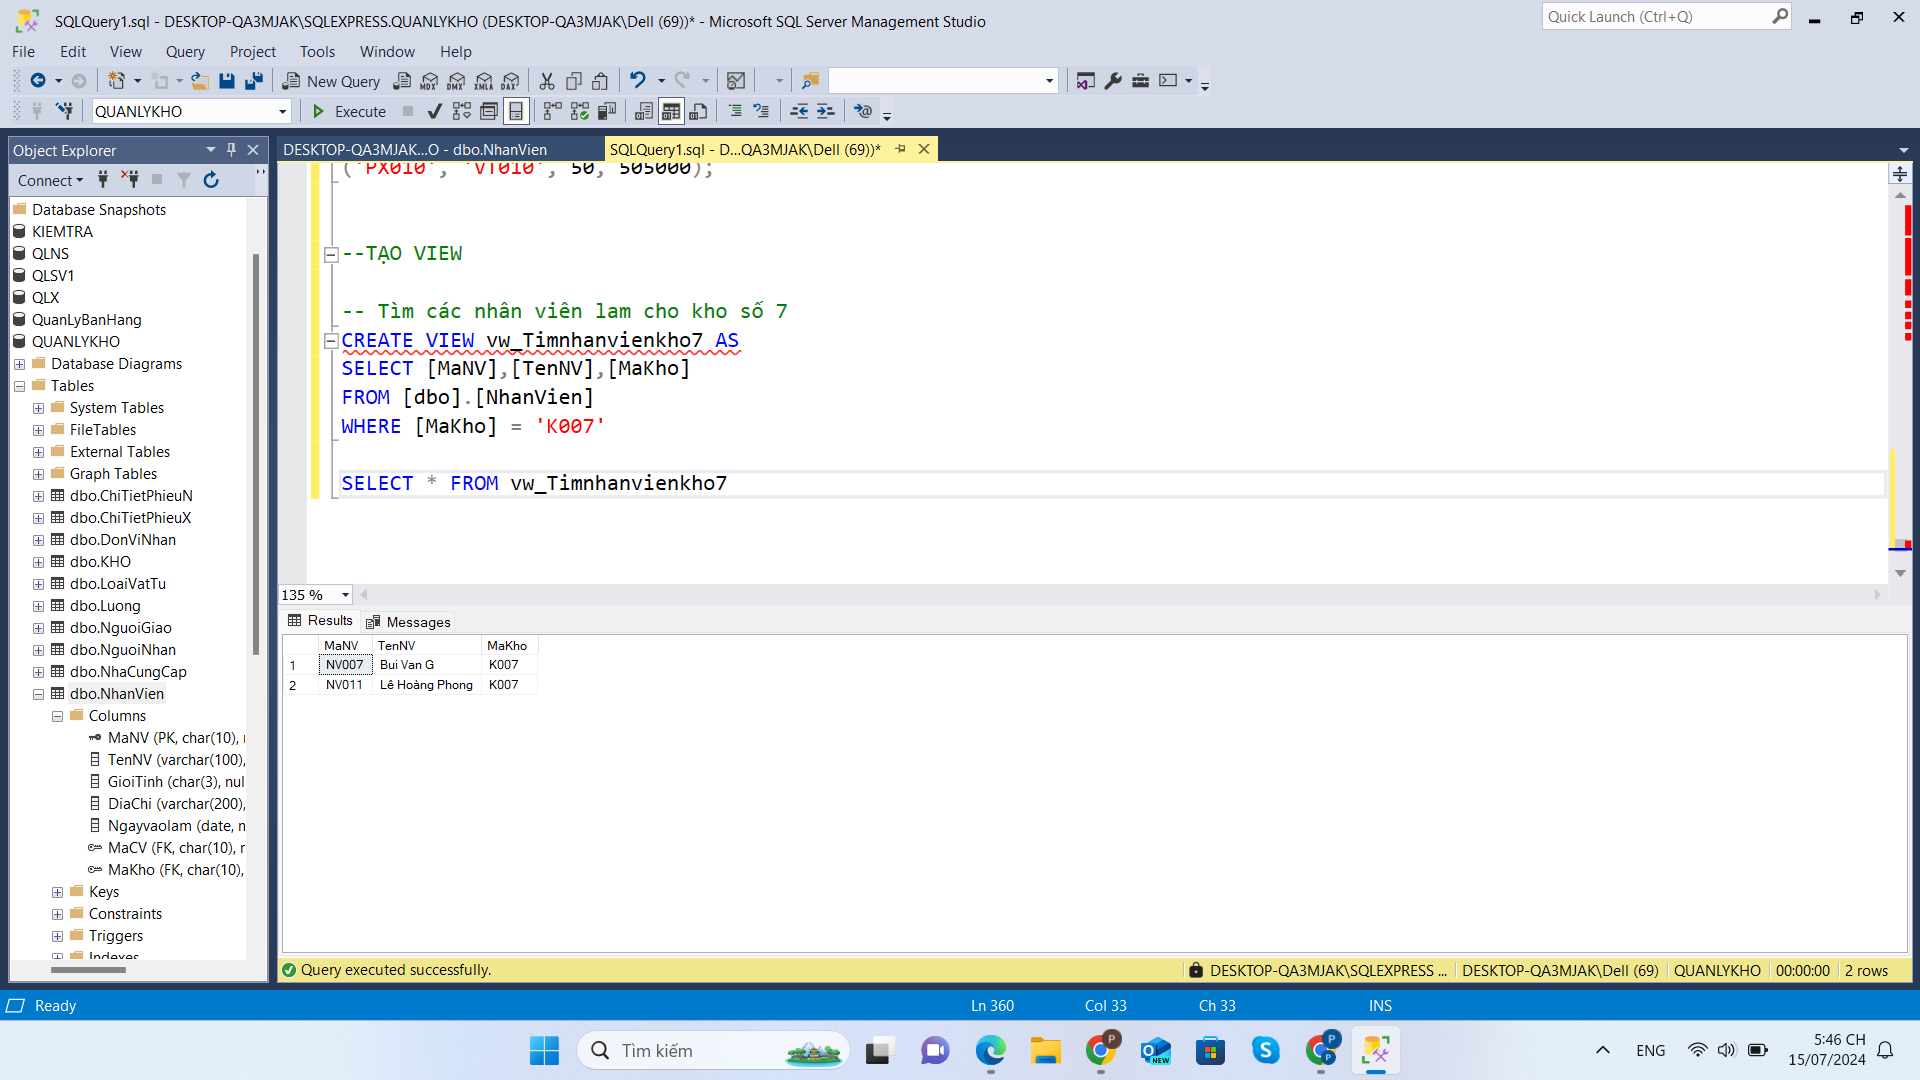 SQLQuery1.sql - DESKTOP-QA3MJAK\SQLEXPRESS.QUANLYKHO (DESKTOP-QA3MJAK\Dell (69))* - Microsoft SQL Server Management Studio
Quick Launch (Ctrl+Q)
File Edit View Query Project Tools Window Help
New Query MDX DMX XMLA DAX
QUANLYKHO Execute
Object Explorer
DESKTOP-QA3MJAK...O - dbo.NhanVien
SQLQuery1.sql - D...QA3MJAK\Dell (69))*
Connect
Database Snapshots
KIEMTRA
QLNS
QLSV1
QLX
QuanLyBanHang
QUANLYKHO
Database Diagrams
Tables
System Tables
FileTables
External Tables
Graph Tables
dbo.ChiTietPhieuN
dbo.ChiTietPhieuX
dbo.DonViNhan
dbo.KHO
dbo.LoaiVatTu
dbo.Luong
dbo.NguoiGiao
dbo.NguoiNhan
dbo.NhaCungCap
dbo.NhanVien
Columns
MaNV (PK, char(10), 
TenNV (varchar(100),
GioiTinh (char(3), nul
DiaChi (varchar(200),
Ngayvaolam (date, n
MaCV (FK, char(10), r
MaKho (FK, char(10),
Keys
Constraints
Triggers
Indexes
('PX010', 'VT010', 50, 505000);
--TẠO VIEW
-- Tìm các nhân viên lam cho kho số 7
CREATE VIEW vw_Timnhanvienkho7 AS
SELECT [MaNV],[TenNV],[MaKho]
FROM [dbo].[NhanVien]
WHERE [MaKho] = 'K007'
SELECT * FROM vw_Timnhanvienkho7
135 %
Results Messages
MaNV TenNV MaKho
1 NV007 Bui Van G K007
2 NV011 Lê Hoàng Phong K007
Query executed successfully.
DESKTOP-QA3MJAK\SQLEXPRESS ... DESKTOP-QA3MJAK\Dell (69) QUANLYKHO 00:00:00 2 rows
Ready Ln 360 Col 33 Ch 33 INS
Tìm kiếm
NEW
P
P
P
ENG
5:46 CH
15/07/2024